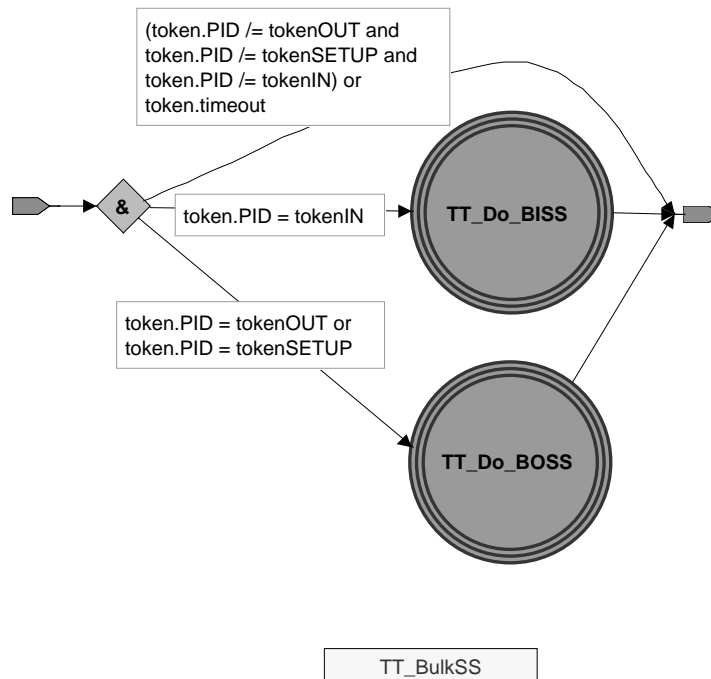 (token.PID /= tokenOUT and
token.PID /= tokenSETUP and
token.PID /= tokenIN) or
token.timeout
&
token.PID = tokenIN
TT_Do_BISS
token.PID = tokenOUT or
token.PID = tokenSETUP
TT_Do_BOSS
TT_BulkSS